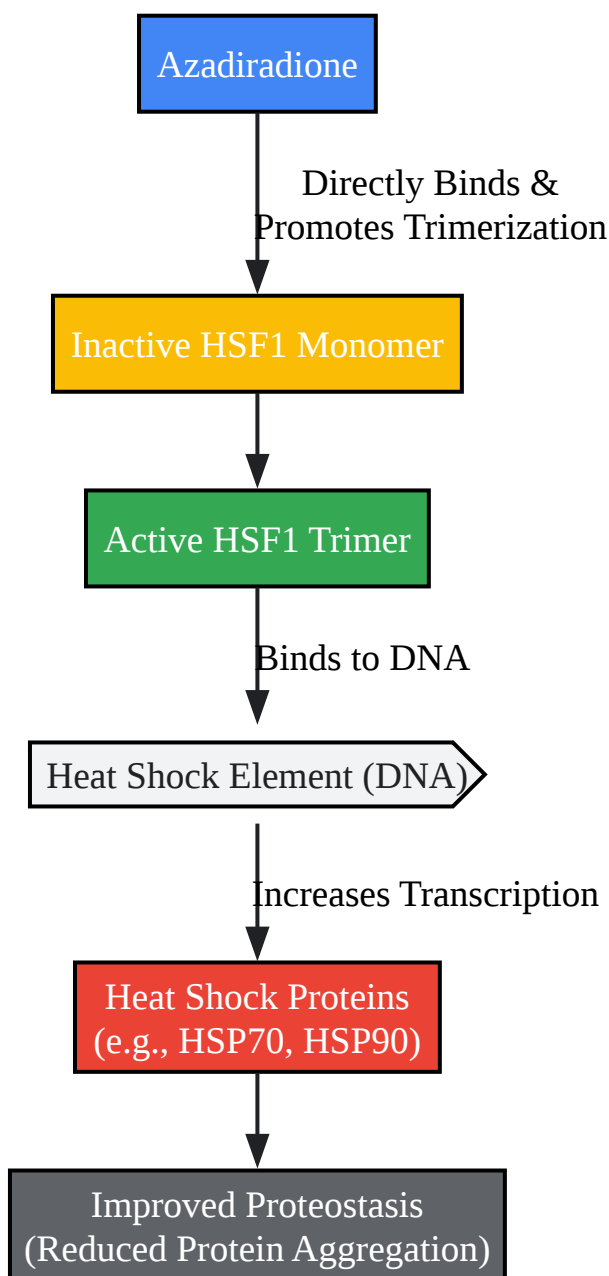 Azadiradione
Directly Binds &
Promotes Trimerization
Inactive HSF1 Monomer
Active HSF1 Trimer
Binds to DNA
Heat Shock Element (DNA)
Increases Transcription
Heat Shock Proteins
(e.g., HSP70, HSP90)
Improved Proteostasis
(Reduced Protein Aggregation)